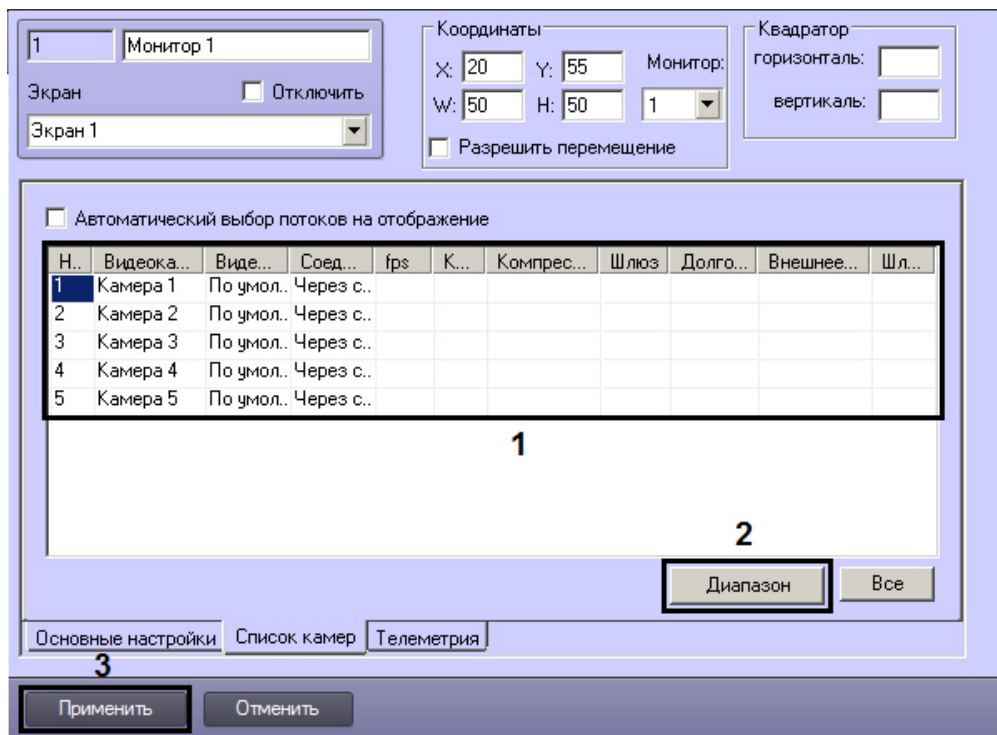 1 Монитор 1
Экран Отключить
Экран 1
Координаты
X: 20 Y: 55 Монитор:
W: 50 H: 50 1
Разрешить перемещение
Квадратор
горизонталь:
вертикаль:
Автоматический выбор потоков на отображение
Н.. Видеока... Виде... Соед... fps К... Компрес... Шлюз Долго... Внешнее... Шл...
1 Камера 1 По умол.. Через с..
2 Камера 2 По умол.. Через с..
3 Камера 3 По умол.. Через с..
4 Камера 4 По умол.. Через с..
5 Камера 5 По умол.. Через с..
1
2
Диапазон Все
Основные настройки Список камер Телеметрия
3
Применить Отменить